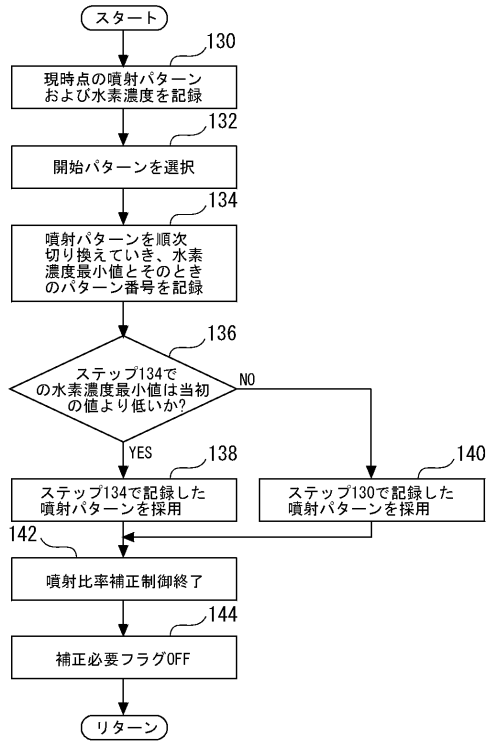 スタート
130
現時点の噴射パターン
および水素濃度を記録
132
開始パターンを選択
134
噴射パターンを順次
切り換えていき、水素
濃度最小値とそのとき
のパターン番号を記録
136
ステップ134で
の水素濃度最小値は当初
の値より低いか?
NO
YES
138
ステップ134で記録した
噴射パターンを採用
140
ステップ130で記録した
噴射パターンを採用
142
噴射比率補正制御終了
144
補正必要フラグOFF
リターン